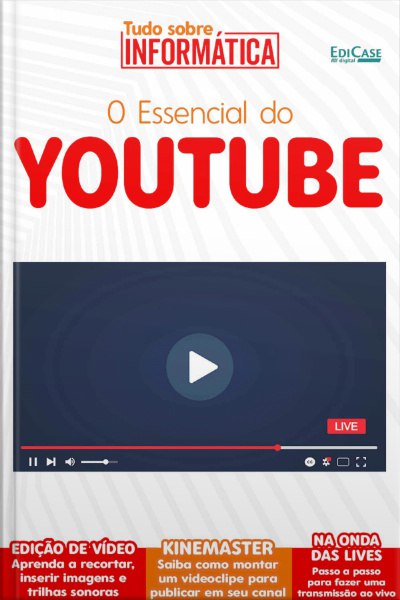 Tudo sobre
INFORMÁTICA
EDICASE
O Essencial do
YOUTUBE
LIVE
EDIÇÃO DE VÍDEO
Aprenda a recortar,
inserir imagens e
trilhas sonoras
KINEMASTER
Saiba como montar
um videoclipe para
publicar em seu canal
NA ONDA
DAS LIVES
Passo a passo
para fazer uma
transmissão ao vivo